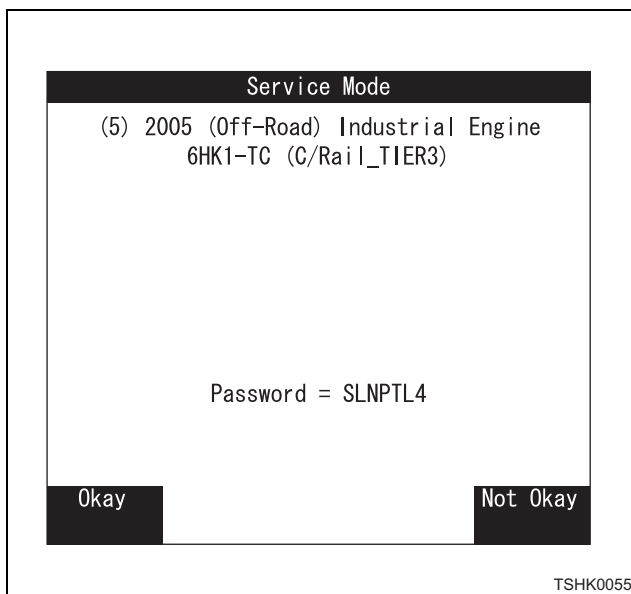 Service Mode
(5) 2005 (Off-Road) Industrial Engine
6HK1-TC (C/Rail_TIER3)
Password = SLNPTL4
Okay
Not Okay
TSHK0055